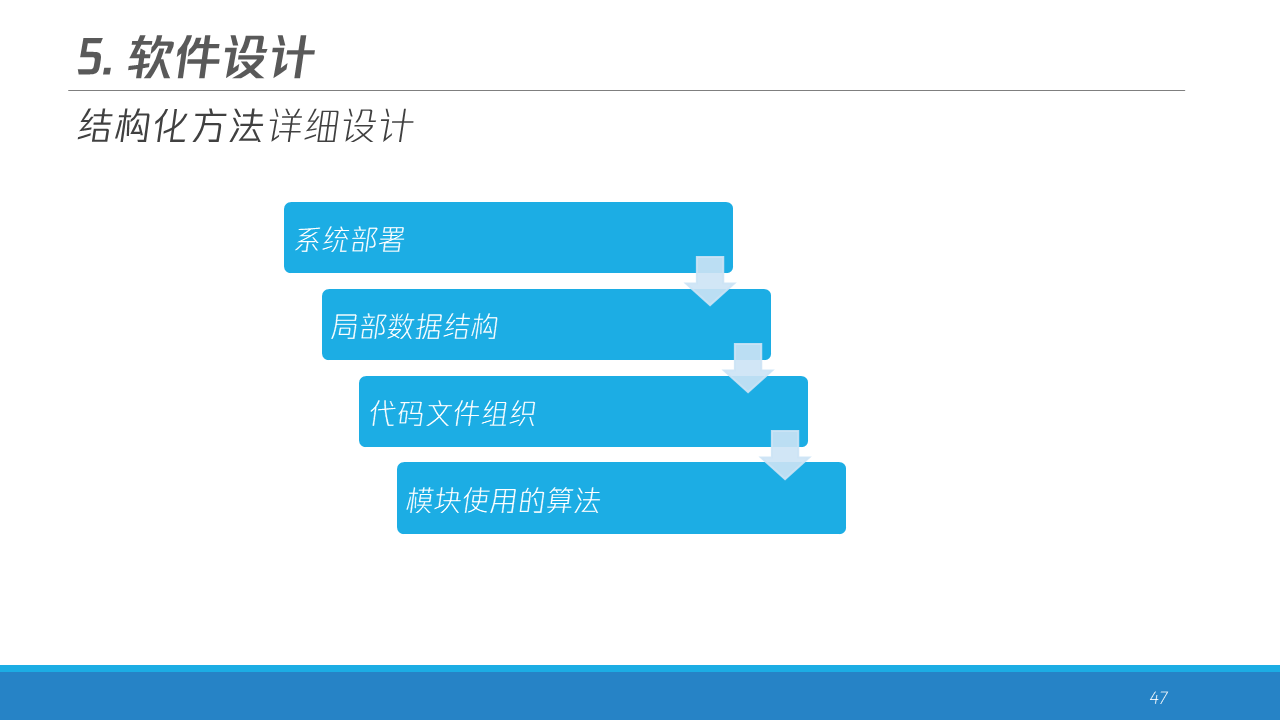 5. 软件设计
结构化方法详细设计
系统部署
局部数据结构
代码文件组织
模块使用的算法
47